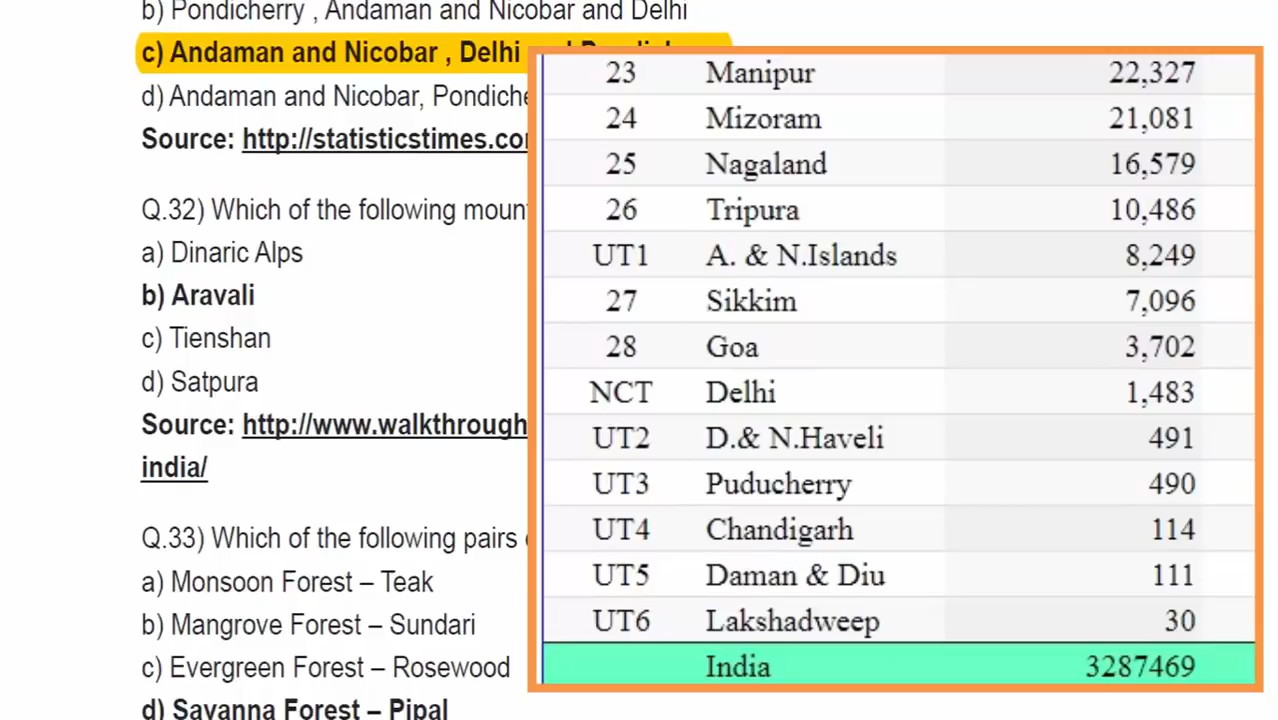 b) Pondicherry , Andaman and Nicobar and Delhi
c) Andaman and Nicobar , Delhi
d) Andaman and Nicobar,
Source: http://statisticstimes.co
Q.32) Which of the following
a) Dinaric Alps
b) Aravali
c) Tienshan
d) Satpura
Source: http://www.walkthrough
india/
Q.33) Which of the following pairs
a) Monsoon Forest – Teak
b) Mangrove Forest – Sundari
c) Evergreen Forest – Rosewood
d) Savanna Forest – Pipal
23 Manipur 22,327
24 Mizoram 21,081
25 Nagaland 16,579
26 Tripura 10,486
UT1 A. & N.Islands 8,249
27 Sikkim 7,096
28 Goa 3,702
NCT Delhi 1,483
UT2 D.& N.Haveli 491
UT3 Puducherry 490
UT4 Chandigarh 114
UT5 Daman & Diu 111
UT6 Lakshadweep 30
India 3287469